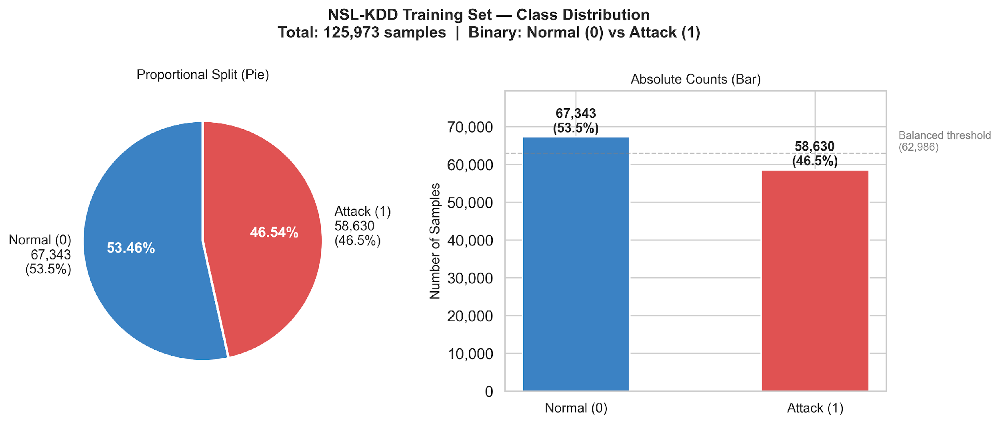 NSL-KDD Training Set — Class Distribution
Total: 125,973 samples | Binary: Normal (0) vs Attack (1)
Proportional Split (Pie)
Normal (0)
67,343
(53.5%)
53.46%
46.54%
Attack (1)
58,630
(46.5%)
Absolute Counts (Bar)
Number of Samples
70,000
60,000
50,000
40,000
30,000
20,000
10,000
0
67,343
(53.5%)
58,630
(46.5%)
Balanced threshold
(62,986)
Normal (0)
Attack (1)